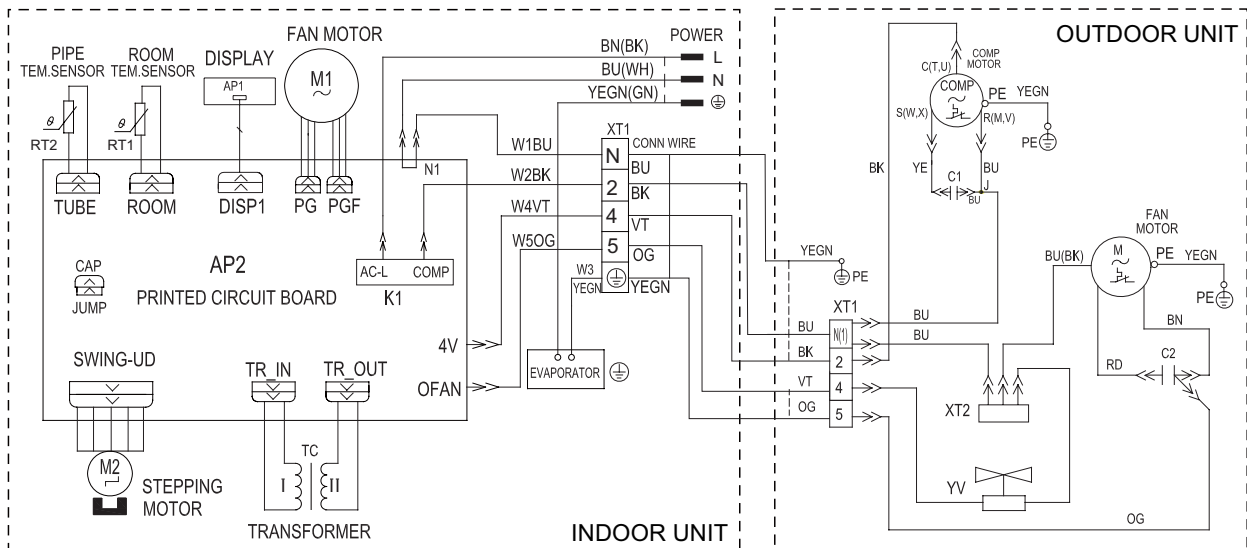 PIPE
TEM.SENSOR
ROOM
TEM.SENSOR
DISPLAY
AP1
FAN MOTOR
M1
~
θ
RT2
θ
RT1
TUBE
ROOM
DISP1
PG
PGF
BN(BK)
BU(WH)
YEGN(GN)
POWER
L
N
N1
CAP
JUMP
AP2
PRINTED CIRCUIT BOARD
AC-L
COMP
K1
W1BU
W2BK
W4VT
W5OG
W3
YEGN
XT1
N
2
4
5
CONN WIRE
BU
BK
VT
OG
YEGN
4V
OFAN
EVAPORATOR
SWING-UD
M2
STEPPING
MOTOR
TR_IN
TR_OUT
TC
I
II
TRANSFORMER
INDOOR UNIT
OUTDOOR UNIT
C(T,U)
COMP
MOTOR
COMP
~
S(W,X)
R(M,V)
PE
YEGN
PE
BK
YE
BU
C1
J
BU
YEGN
PE
XT1
N(1)
2
4
5
BU
BK
VT
OG
BU
BU
FAN
MOTOR
M
~
BU(BK)
PE
YEGN
PE
BN
RD
C2
XT2
YV
OG